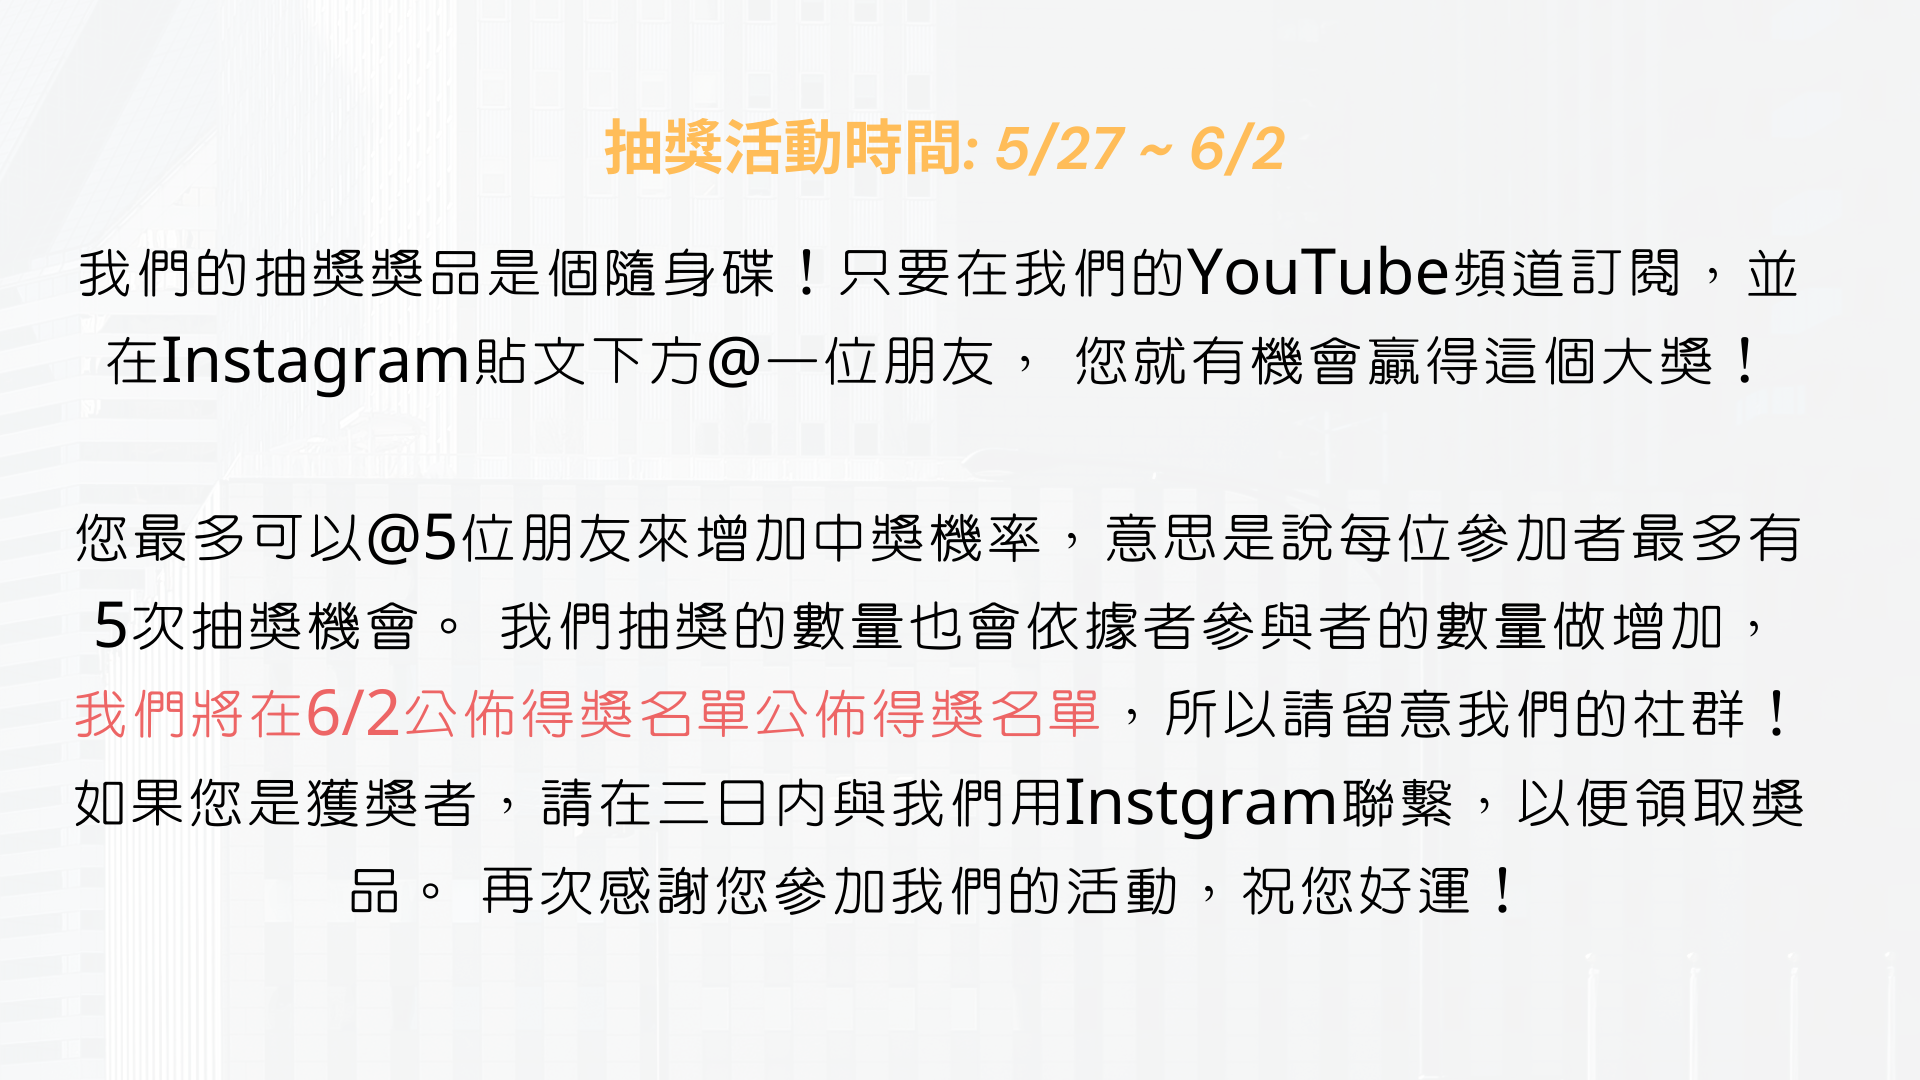 抽獎活動時間: 5/27 ~ 6/2
我們的抽獎獎品是個隨身碟！只要在我們的YouTube頻道訂閱，並
在Instagram貼文下方@一位朋友， 您就有機會贏得這個大獎！
您最多可以@5位朋友來增加中獎機率，意思是說每位參加者最多有
5次抽獎機會。 我們抽獎的數量也會依據者參與者的數量做增加，
我們將在6/2公佈得獎名單公佈得獎名單，所以請留意我們的社群！
如果您是獲獎者，請在三日內與我們用Instgram聯繫，以便領取獎
品。 再次感謝您參加我們的活動，祝您好運！